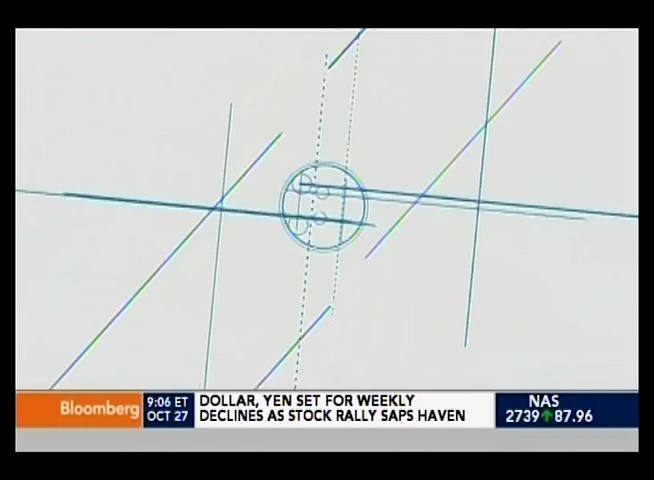 Bloomberg
9:06 ET
OCT 27
DOLLAR, YEN SET FOR WEEKLY
DECLINES AS STOCK RALLY SAPS HAVEN
NAS
2739↑87.96